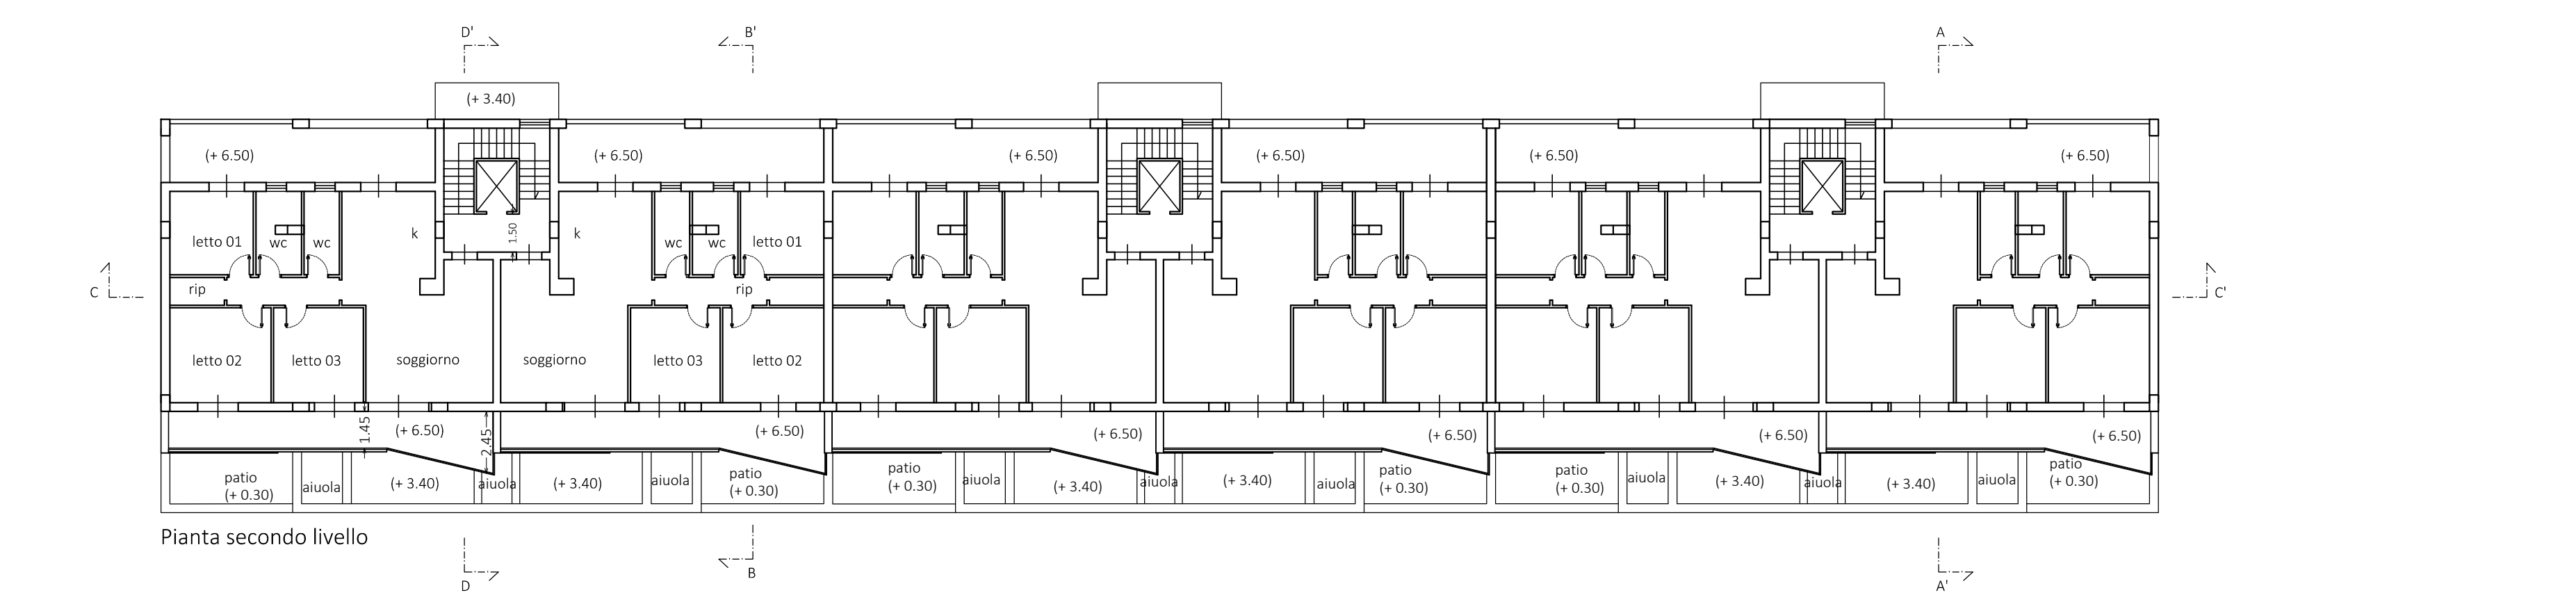 D'
B'
A
(+ 3.40)
(+ 6.50)
(+ 6.50)
(+ 6.50)
(+ 6.50)
(+ 6.50)
(+ 6.50)
1.50
k
k
letto 01
wc
wc
wc
wc
letto 01
C
rip
rip
C'
letto 02
letto 03
soggiorno
soggiorno
letto 03
letto 02
1.45
(+ 6.50)
2.45
(+ 6.50)
(+ 6.50)
(+ 6.50)
(+ 6.50)
(+ 6.50)
patio
(+ 0.30)
aiuola
(+ 3.40)
aiuola
(+ 3.40)
aiuola
patio
(+ 0.30)
patio
(+ 0.30)
aiuola
(+ 3.40)
aiuola
(+ 3.40)
aiuola
patio
(+ 0.30)
patio
(+ 0.30)
aiuola
(+ 3.40)
aiuola
(+ 3.40)
aiuola
patio
(+ 0.30)
Pianta secondo livello
D
B
A'